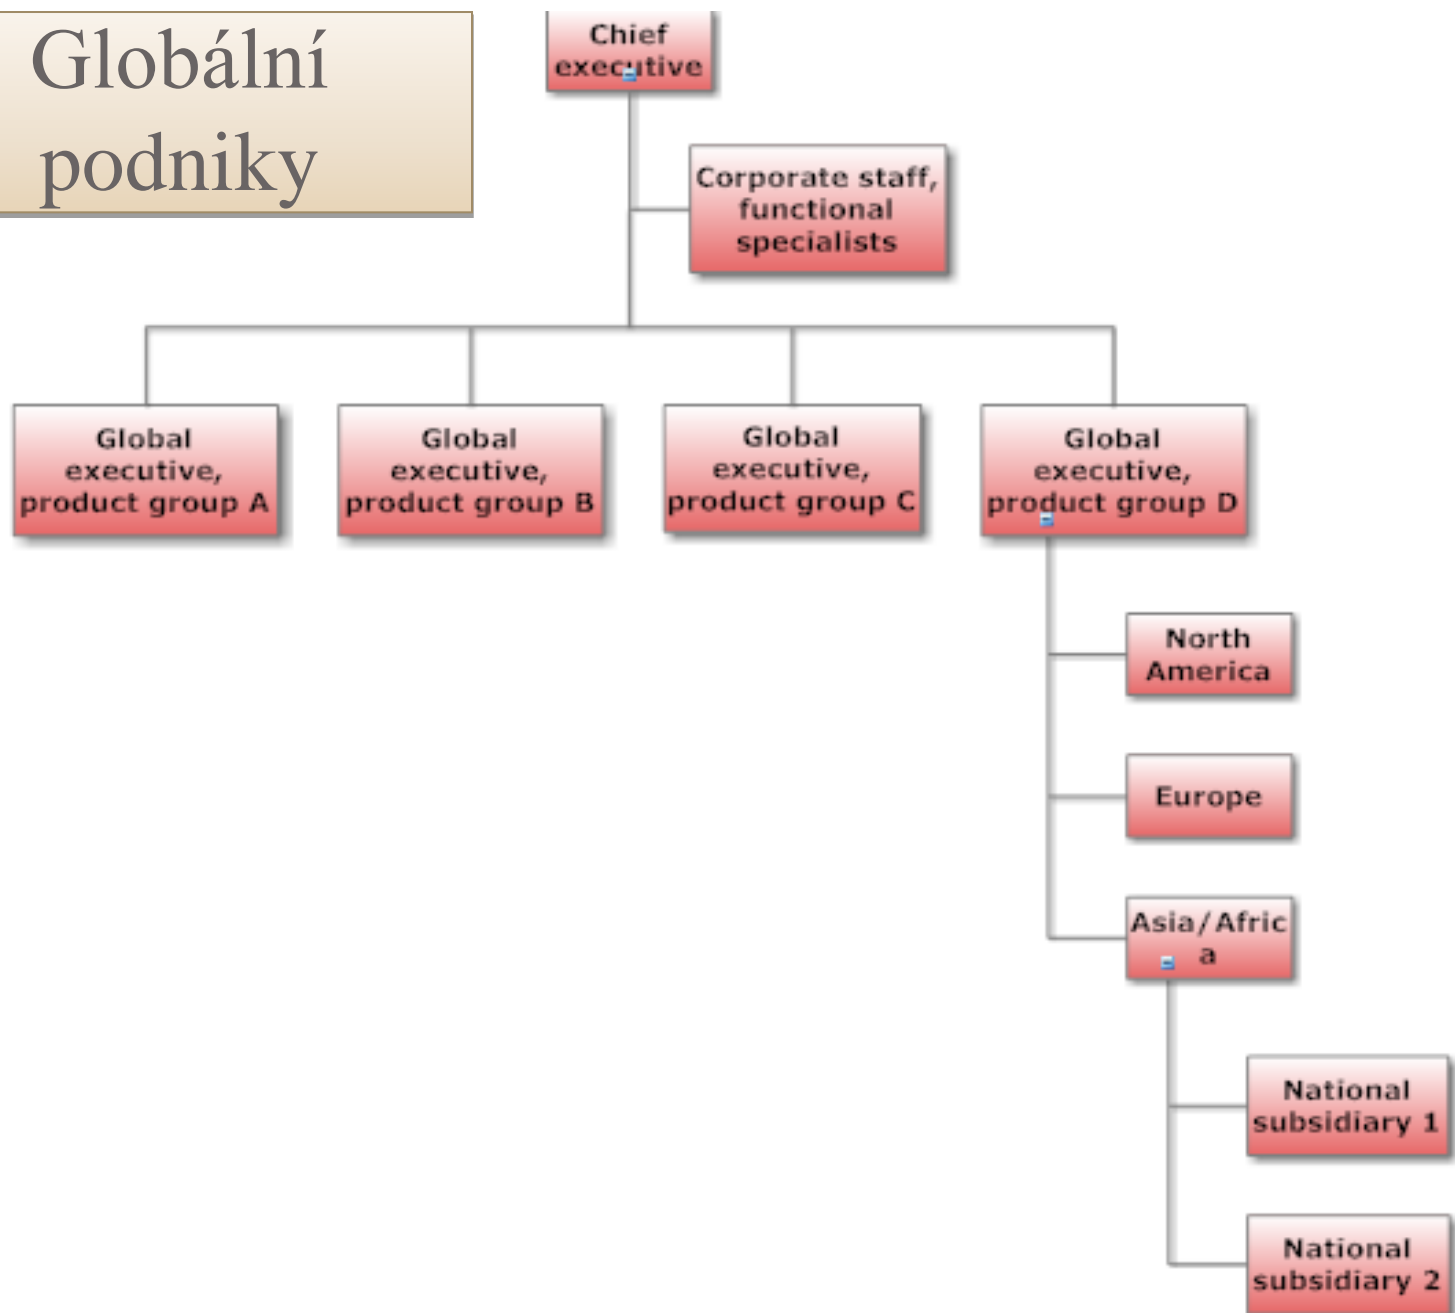 Globální
podniky
Chief
executive
Corporate staff,
functional
specialists
Global
executive,
product group A
Global
executive,
product group B
Global
executive,
product group C
Global
executive,
product group D
North
America
Europe
Asia/Afric
a
National
subsidiary 1
National
subsidiary 2